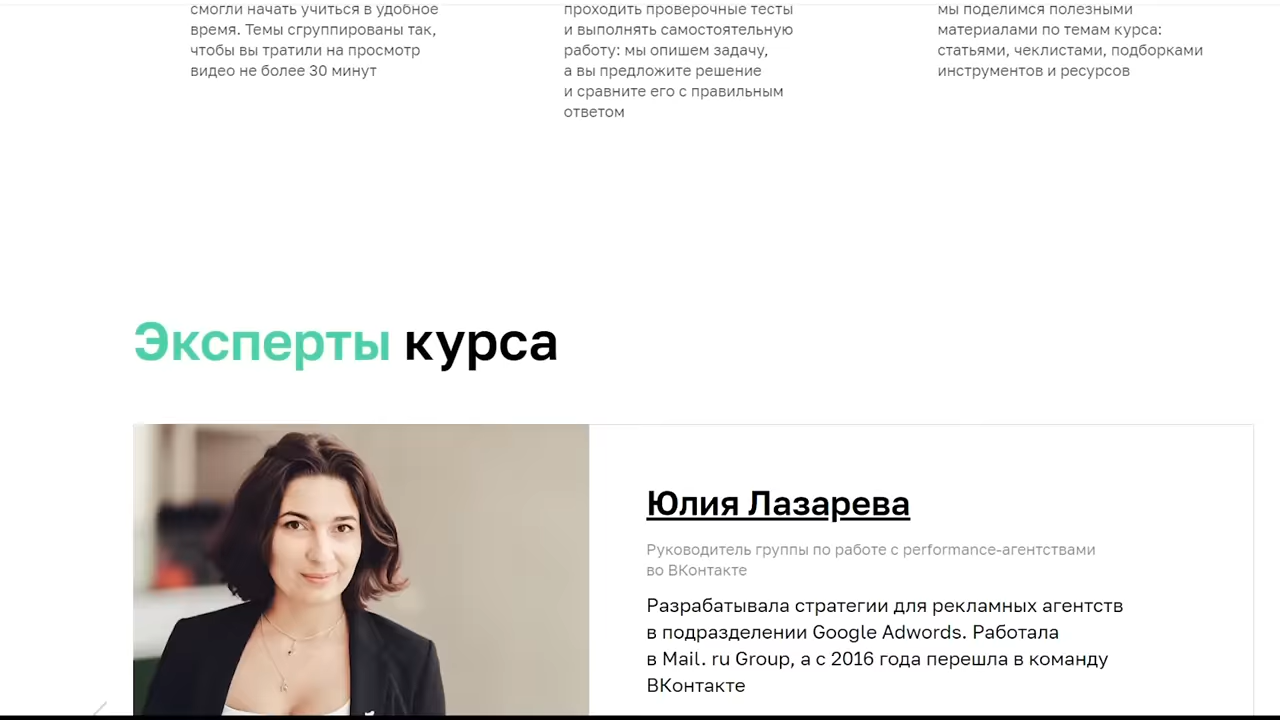 смогли начать учиться в удобное
время. Темы сгруппированы так,
чтобы вы тратили на просмотр
видео не более 30 минут
проходить проверочные тесты
и выполнять самостоятельную
работу: мы опишем задачу,
а вы предложите решение
и сравните его с правильным
ответом
мы поделимся полезными
материалами по темам курса:
статьями, чеклистами, подборками
инструментов и ресурсов
Эксперты курса
Юлия Лазарева
Руководитель группы по работе с performance-агентствами
во ВКонтакте
Разрабатывала стратегии для рекламных агентств
в подразделении Google Adwords. Работала
в Mail. ru Group, а с 2016 года перешла в команду
ВКонтакте